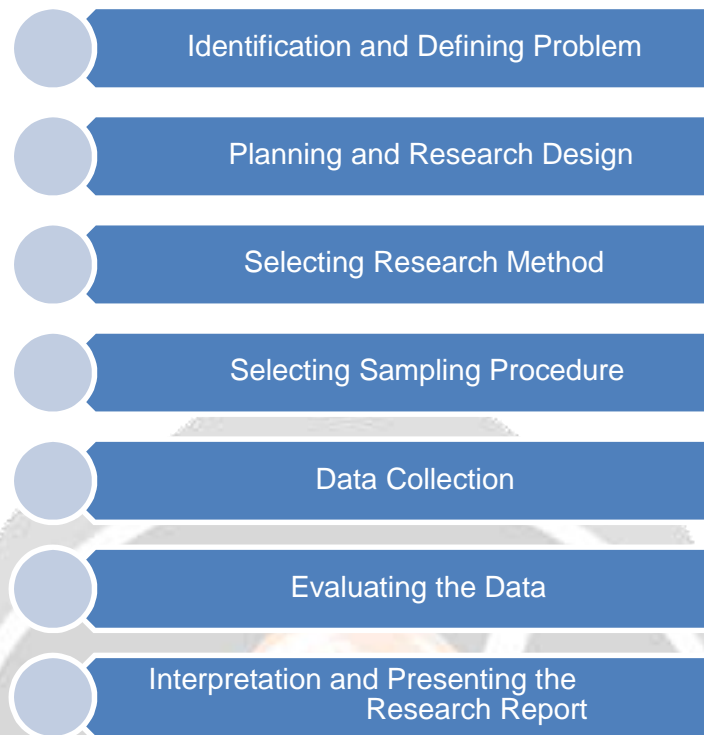 Identification and Defining Problem
Planning and Research Design
Selecting Research Method
Selecting Sampling Procedure
Data Collection
Evaluating the Data
Interpretation and Presenting the
Research Report